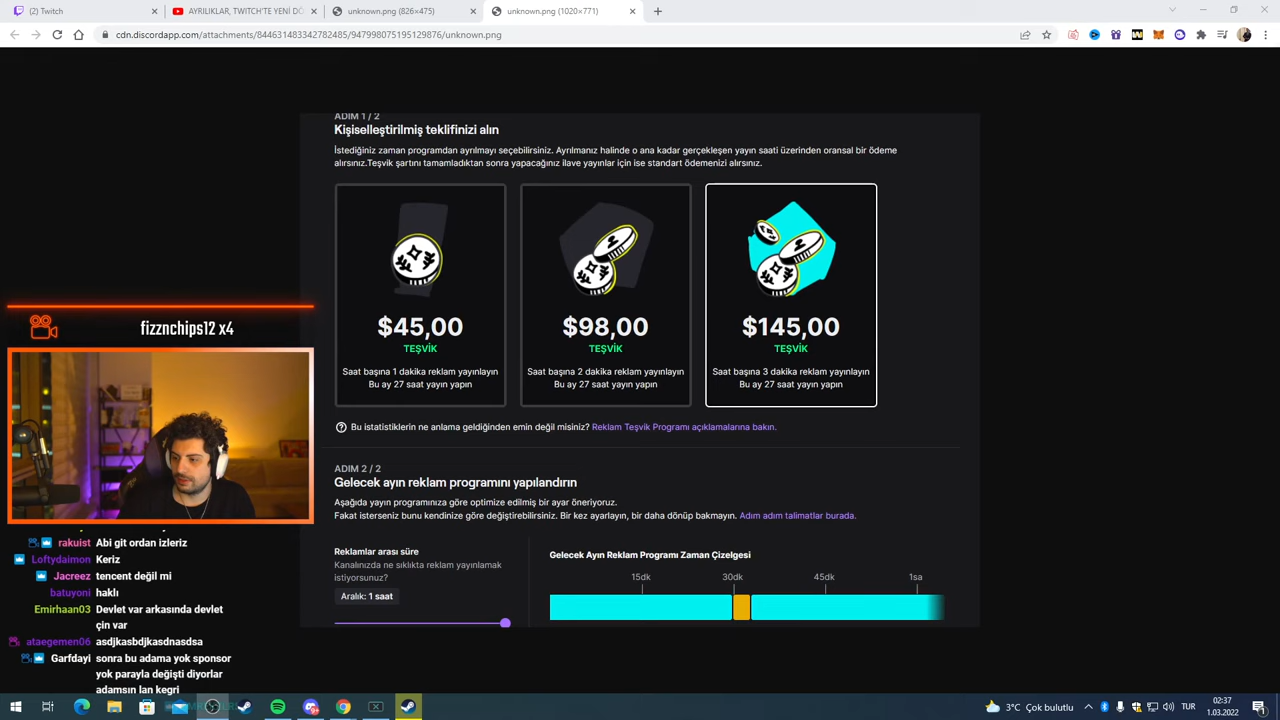 (2) Twitch
AYRILIKLAR, TWITCH'TE YENİ DÖ
unknown.png (826×475)
unknown.png (1020×771)
cdn.discordapp.com/attachments/844631483342782485/947998075195129876/unknown.png
ADIM 1 / 2
Kişiselleştirilmiş teklifinizi alın
İstediğiniz zaman programdan ayrılmayı seçebilirsiniz. Ayrılmanız halinde o ana kadar gerçekleşen yayın saati üzerinden oransal bir ödeme
alırsınız.Teşvik şartını tamamladıktan sonra yapacağınız ilave yayınlar için ise standart ödemenizi alırsınız.
$45,00
TEŞVİK
Saat başına 1 dakika reklam yayınlayın
Bu ay 27 saat yayın yapın
$98,00
TEŞVİK
Saat başına 2 dakika reklam yayınlayın
Bu ay 27 saat yayın yapın
$145,00
TEŞVİK
Saat başına 3 dakika reklam yayınlayın
Bu ay 27 saat yayın yapın
Bu istatistiklerin ne anlama geldiğinden emin değil misiniz? Reklam Teşvik Programı açıklamalarına bakın.
ADIM 2 / 2
Gelecek ayın reklam programını yapılandırın
Aşağıda yayın programınıza göre optimize edilmiş bir ayar öneriyoruz.
Fakat isterseniz bunu kendinize göre değiştirebilirsiniz. Bir kez ayarlayın, bir daha dönüp bakmayın. Adım adım talimatlar burada.
Reklamlar arası süre
Kanalınızda ne sıklıkta reklam yayınlamak
istiyorsunuz?
Aralık: 1 saat
Gelecek Ayın Reklam Programı Zaman Çizelgesi
15dk
30dk
45dk
1sa
fizznchips12 x4
rakuist Abi git ordan izleriz
Loftydaimon Keriz
Jacreez tencent değil mi
batuyoni haklı
Emirhaan03 Devlet var arkasında devlet
çin var
ataegemen06 asdjkasbdjkasdnasdsa
Garfdayi sonra bu adama yok sponsor
yok parayla değişti diyorlar
adamsın lan kegri
3°C Çok bulutlu
TUR
02:37
1.03.2022